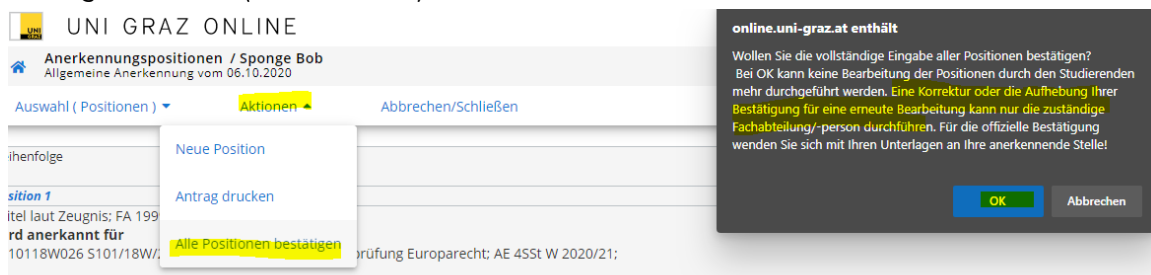 UNI GRAZ
UNI GRAZ ONLINE
Anerkennungspositionen / Sponge Bob
Allgemeine Anerkennung vom 06.10.2020
Auswahl ( Positionen )
Aktionen
Abbrechen/Schließen
Neue Position
Antrag drucken
Alle Positionen bestätigen
ihenfolge
sition 1
itel laut Zeugnis; FA 199
rd anerkannt für
10118W026 S101/18W/2 prüfung Europarecht; AE 4SSt W 2020/21;
online.uni-graz.at enthält
Wollen Sie die vollständige Eingabe aller Positionen bestätigen?
Bei OK kann keine Bearbeitung der Positionen durch den Studierenden
mehr durchgeführt werden. Eine Korrektur oder die Aufhebung Ihrer
Bestätigung für eine erneute Bearbeitung kann nur die zuständige
Fachabteilung/-person durchführen. Für die offizielle Bestätigung
wenden Sie sich mit Ihren Unterlagen an Ihre anerkennende Stelle!
OK
Abbrechen